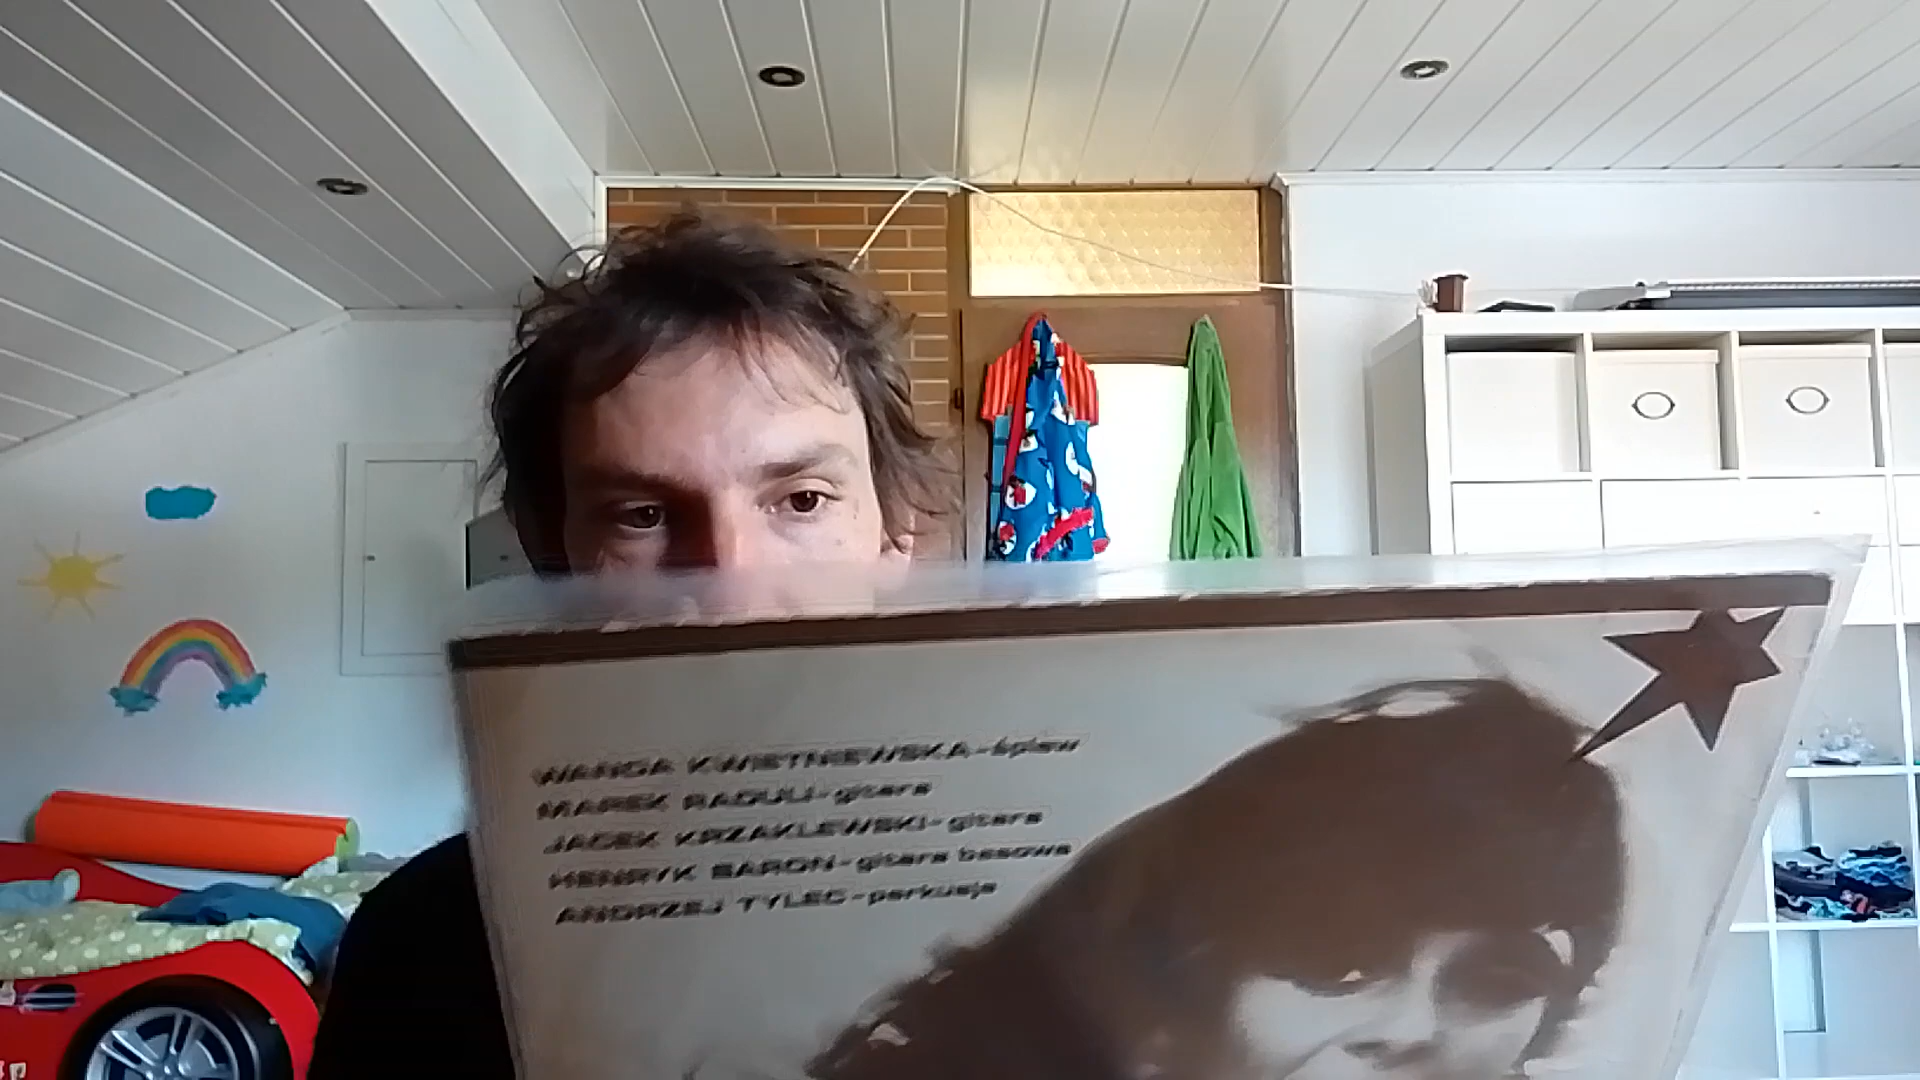 WANDA KWIETNIEWSKA-śpiew
MAREK RADULI-gitara
JACEK KRZAKLEWSKI-gitara
HENRYK BARON-gitara basowa
ANDRZEJ TYLEC-perkusja